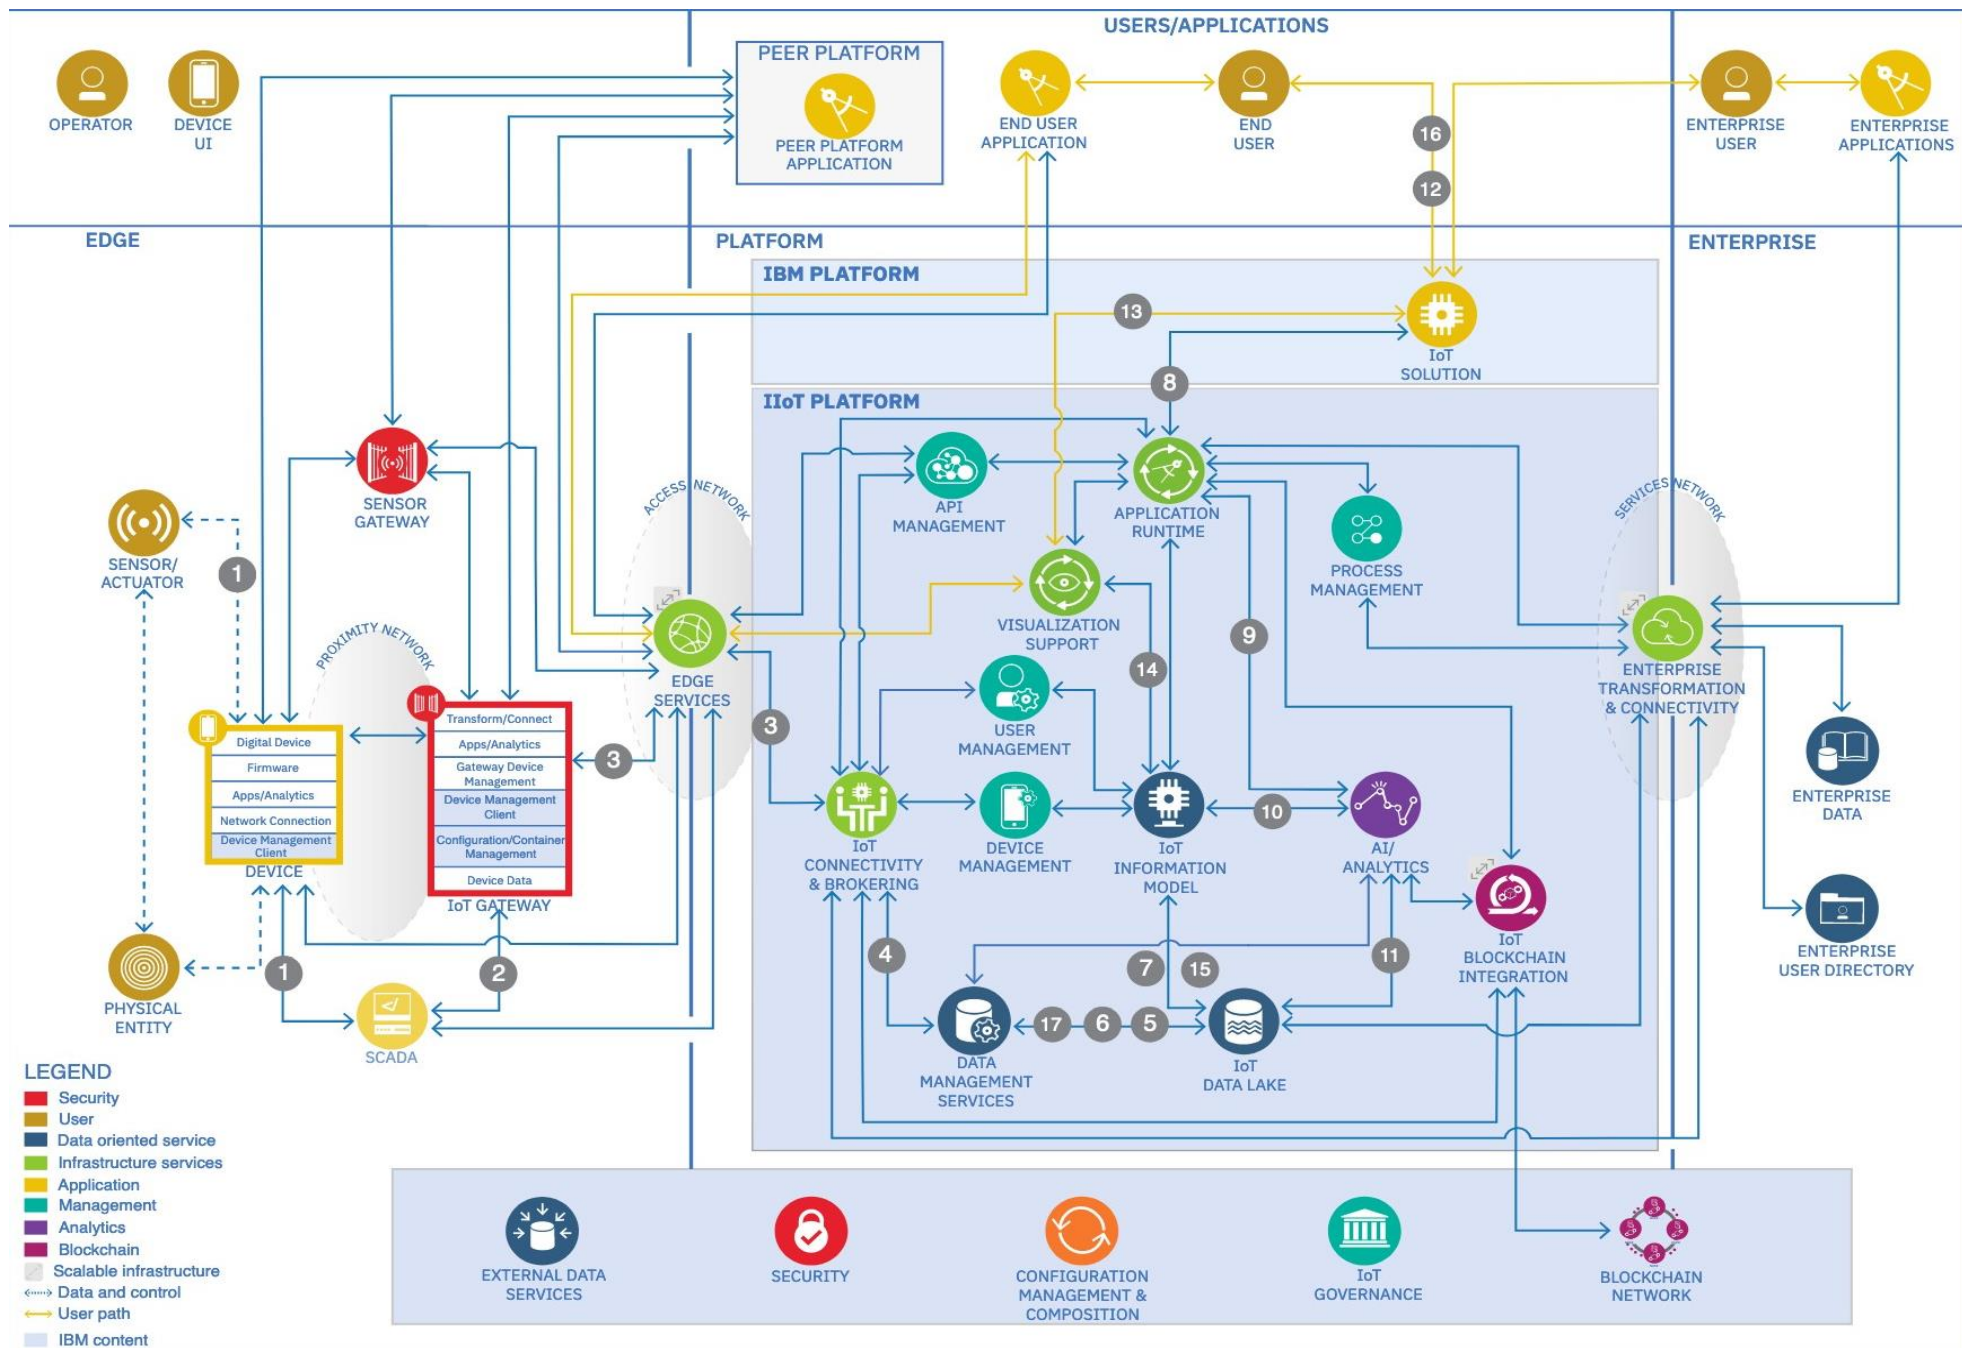 USERS/APPLICATIONS
OPERATOR
DEVICE
UI
PEER PLATFORM
PEER PLATFORM
APPLICATION
END USER
APPLICATION
END
USER
16
12
ENTERPRISE
USER
ENTERPRISE
APPLICATIONS
EDGE
PLATFORM
ENTERPRISE
IBM PLATFORM
13
IoT
SOLUTION
8
IIoT PLATFORM
SENSOR
GATEWAY
ACCESS NETWORK
API
MANAGEMENT
APPLICATION
RUNTIME
SERVICES NETWORK
SENSOR/
ACTUATOR
1
PROCESS
MANAGEMENT
PROXIMITY NETWORK
VISUALIZATION
SUPPORT
9
14
EDGE
SERVICES
ENTERPRISE
TRANSFORMATION
& CONNECTIVITY
USER
MANAGEMENT
3
3
Digital Device
Firmware
Apps/Analytics
Network Connection
Device Management
Client
DEVICE
Transform/Connect
Apps/Analytics
Gateway Device
Management
Device Management
Client
Configuration/Container
Management
Device Data
IoT GATEWAY
IoT
CONNECTIVITY
& BROKERING
DEVICE
MANAGEMENT
IoT
INFORMATION
MODEL
10
AI/
ANALYTICS
ENTERPRISE
DATA
IoT
BLOCKCHAIN
INTEGRATION
ENTERPRISE
USER DIRECTORY
1
2
4
7
15
11
PHYSICAL
ENTITY
SCADA
17
6
5
DATA
MANAGEMENT
SERVICES
IoT
DATA LAKE
LEGEND
Security
User
Data oriented service
Infrastructure services
Application
Management
Analytics
Blockchain
Scalable infrastructure
Data and control
User path
IBM content
EXTERNAL DATA
SERVICES
SECURITY
CONFIGURATION
MANAGEMENT &
COMPOSITION
IoT
GOVERNANCE
BLOCKCHAIN
NETWORK